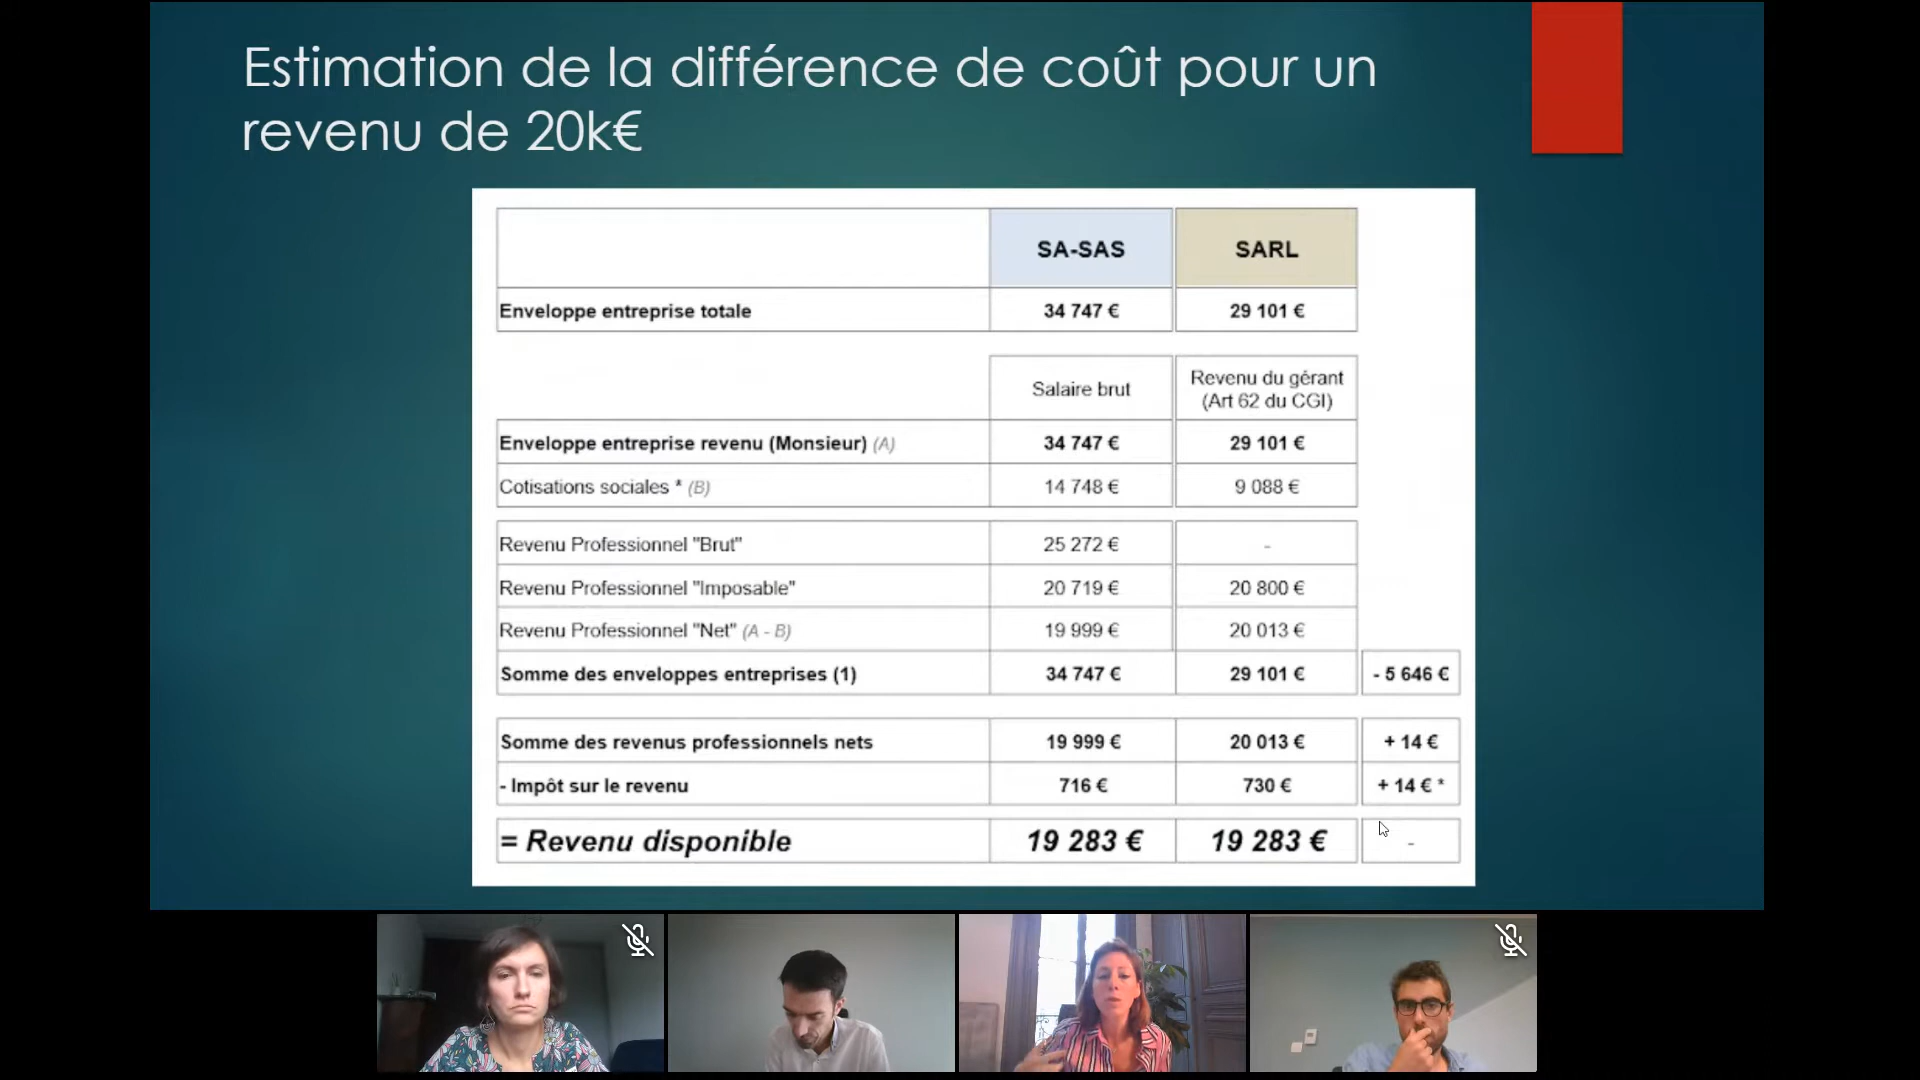 Estimation de la différence de coût pour un
revenu de 20k€
SA-SAS SARL
Enveloppe entreprise totale 34 747 € 29 101 €
Salaire brut Revenu du gérant
(Art 62 du CGI)
Enveloppe entreprise revenu (Monsieur) (A) 34 747 € 29 101 €
Cotisations sociales * (B) 14 748 € 9 088 €
Revenu Professionnel "Brut" 25 272 € -
Revenu Professionnel "Imposable" 20 719 € 20 800 €
Revenu Professionnel "Net" (A - B) 19 999 € 20 013 €
Somme des enveloppes entreprises (1) 34 747 € 29 101 € - 5 646 €
Somme des revenus professionnels nets 19 999 € 20 013 € + 14 €
- Impôt sur le revenu 716 € 730 € + 14 € *
= Revenu disponible 19 283 € 19 283 € -